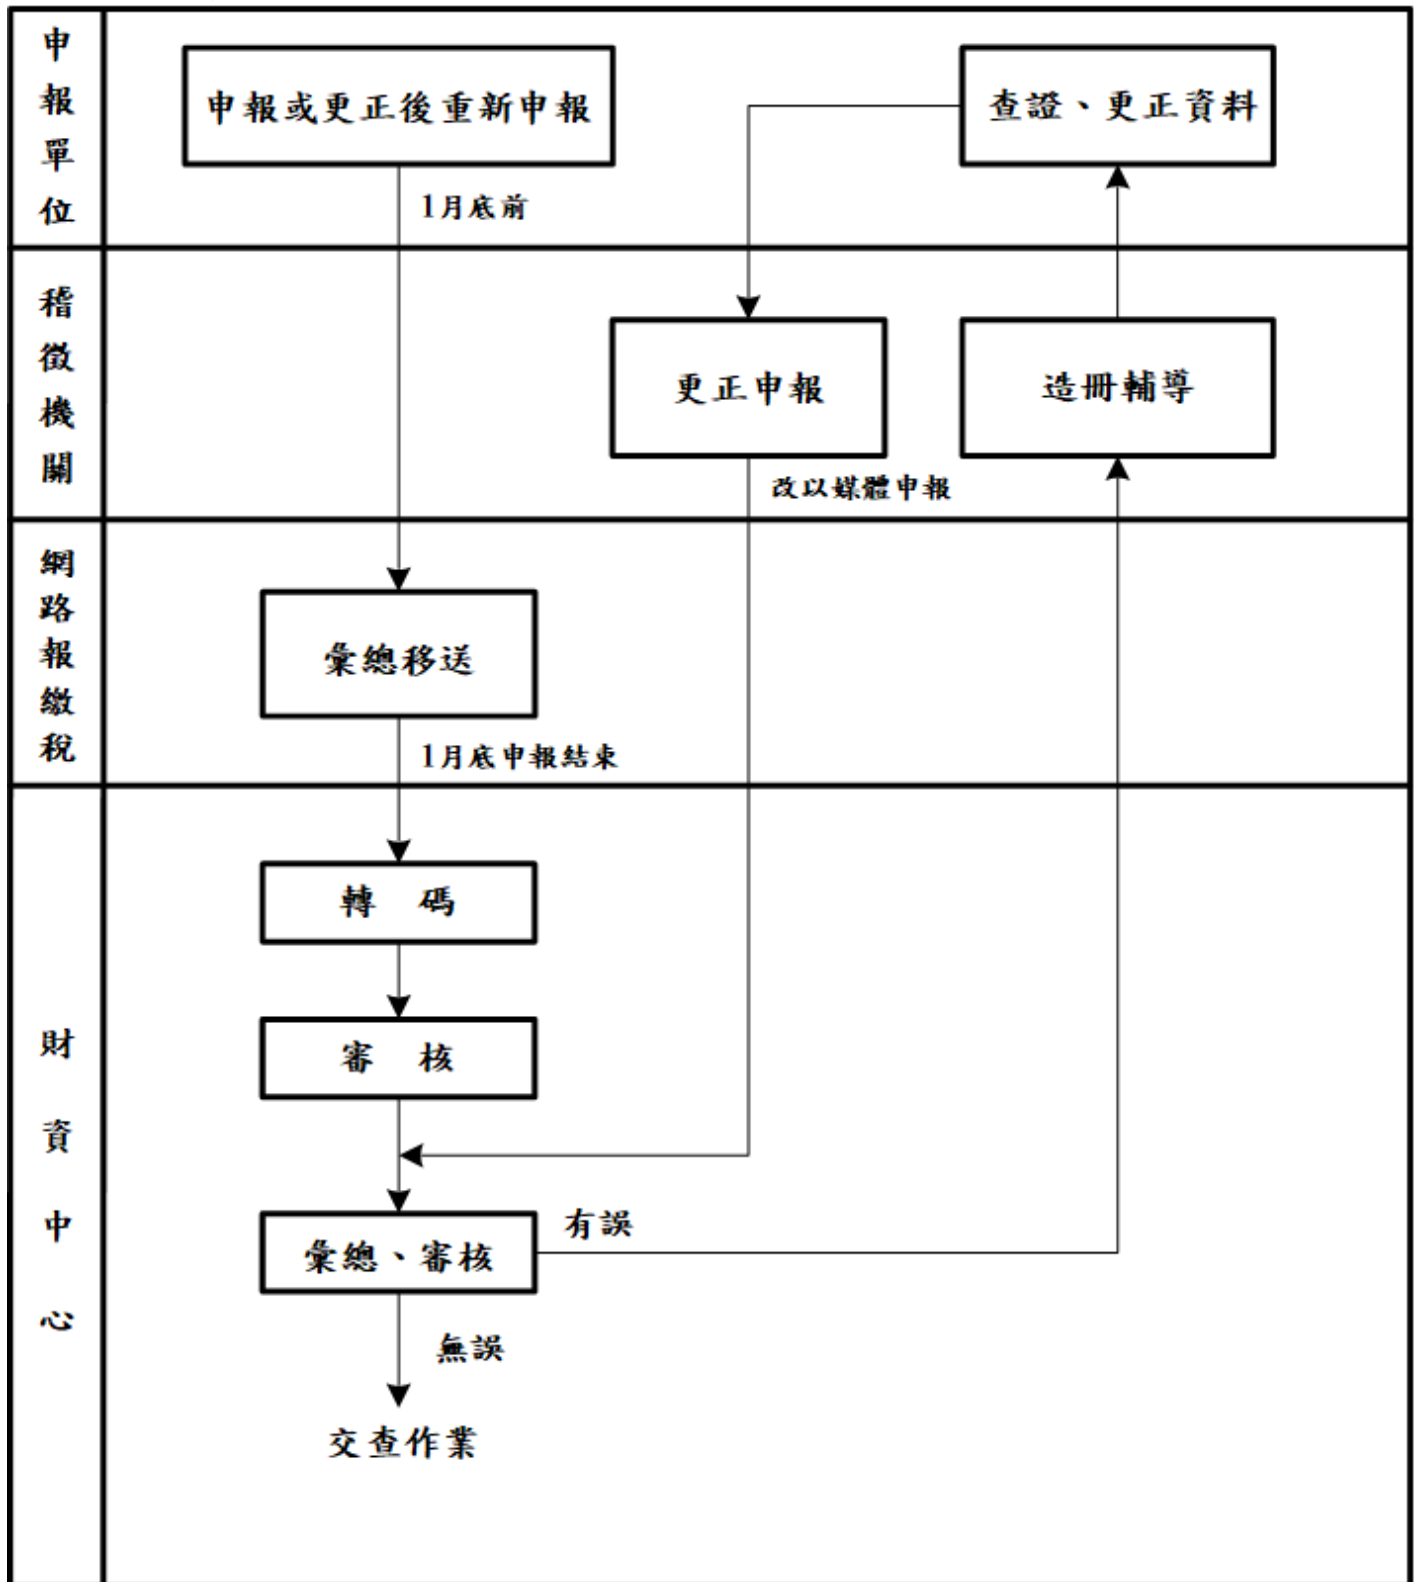 申報單位
申報或更正後重新申報
查證、更正資料
1月底前
稽徵機關
更正申報
造冊輔導
改以媒體申報
網路報繳稅
彙總移送
1月底申報結束
財資中心
轉 碼
審 核
彙總、審核
有誤
無誤
交查作業